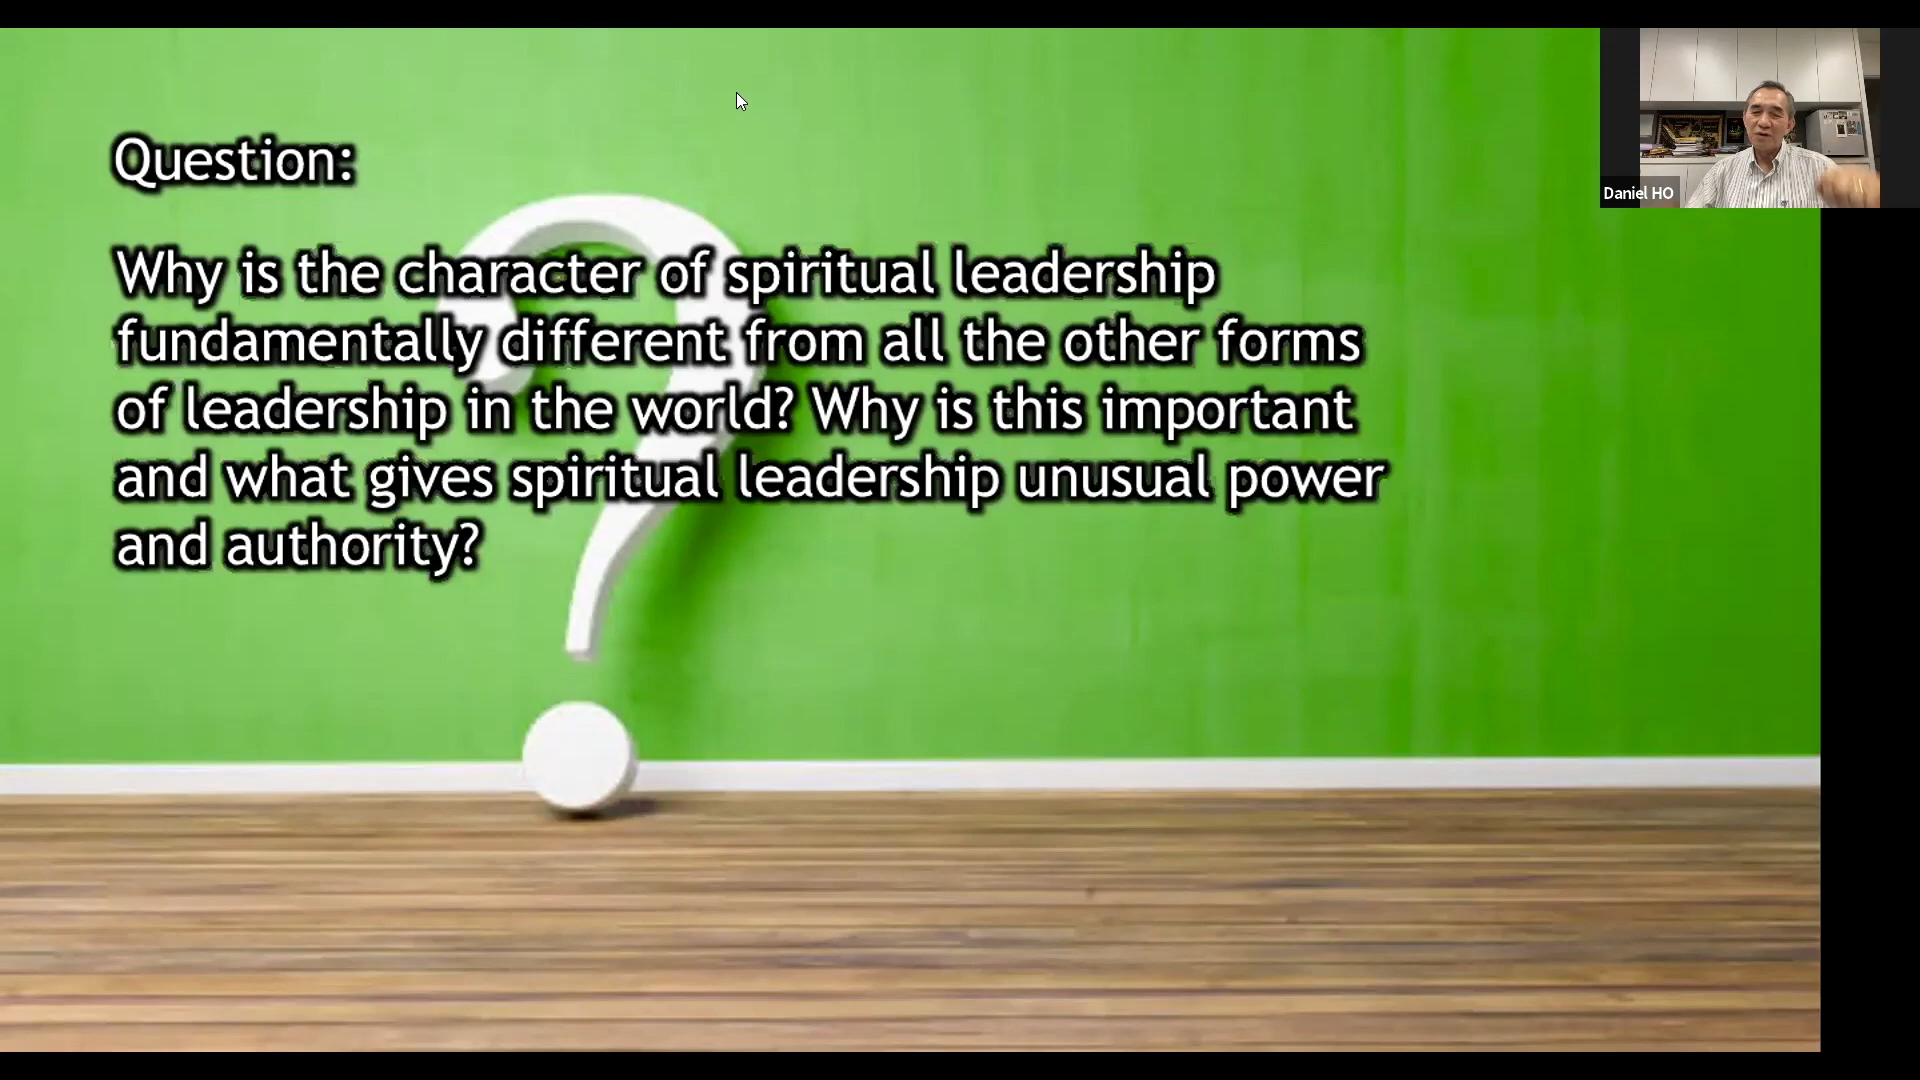 Question:
Why is the character of spiritual leadership
fundamentally different from all the other forms
of leadership in the world? Why is this important
and what gives spiritual leadership unusual power
and authority?
Daniel HO